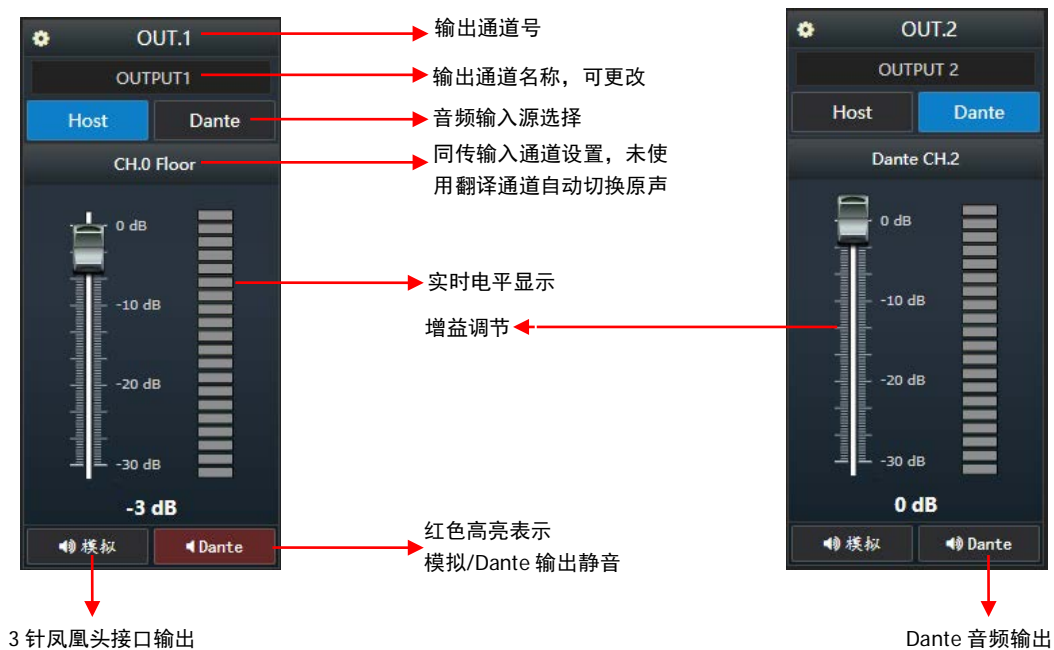 OUT.1
OUTPUT1
Host Dante
CH.0 Floor
0 dB
-10 dB
-20 dB
-30 dB
-3 dB
模拟 Dante
3 针凤凰头接口输出
输出通道号
输出通道名称，可更改
音频输入源选择
同传输入通道设置，未使
用翻译通道自动切换原声
实时电平显示
增益调节
红色高亮表示
模拟/Dante 输出静音
OUT.2
OUTPUT 2
Host Dante
Dante CH.2
0 dB
-10 dB
-20 dB
-30 dB
0 dB
模拟 Dante
Dante 音频输出